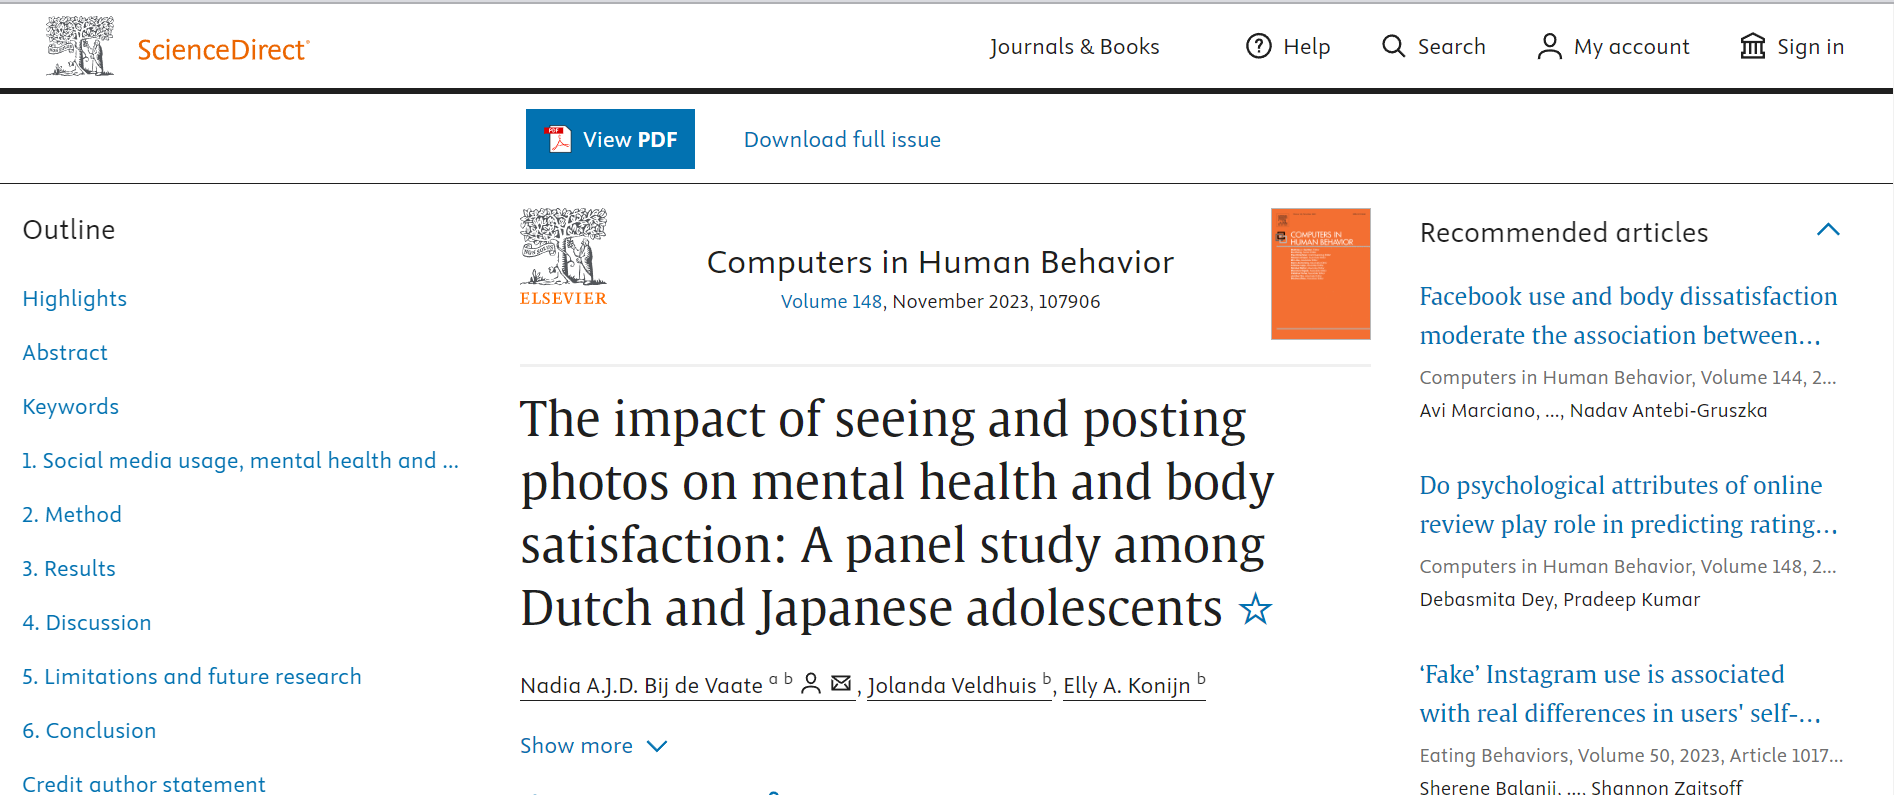 ScienceDirect
Journals & Books
Help
Search
My account
Sign in
View PDF
Download full issue
Outline
Highlights
Abstract
Keywords
1. Social media usage, mental health and ...
2. Method
3. Results
4. Discussion
5. Limitations and future research
6. Conclusion
Credit author statement
ELSEVIER
Computers in Human Behavior
Volume 148, November 2023, 107906
COMPUTERS IN
HUMAN BEHAVIOR
The impact of seeing and posting
photos on mental health and body
satisfaction: A panel study among
Dutch and Japanese adolescents
Nadia A.J.D. Bij de Vaate a b , Jolanda Veldhuis b, Elly A. Konijn b
Show more
Recommended articles
Facebook use and body dissatisfaction
moderate the association between…
Computers in Human Behavior, Volume 144, 2…
Avi Marciano, …, Nadav Antebi-Gruszka
Do psychological attributes of online
review play role in predicting rating…
Computers in Human Behavior, Volume 148, 2…
Debasmita Dey, Pradeep Kumar
‘Fake’ Instagram use is associated
with real differences in users' self-…
Eating Behaviors, Volume 50, 2023, Article 1017…
Sherene Balanji, …, Shannon Zaitsoff